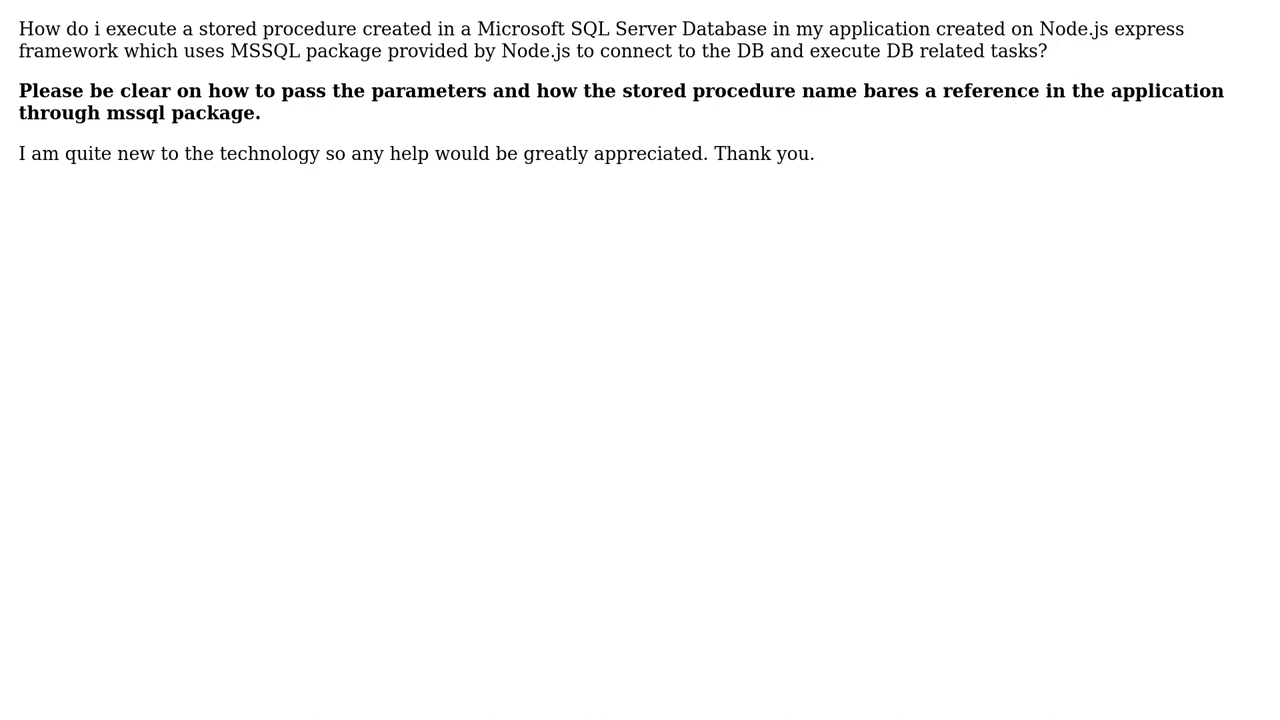 How do i execute a stored procedure created in a Microsoft SQL Server Database in my application created on Node.js express
framework which uses MSSQL package provided by Node.js to connect to the DB and execute DB related tasks?
Please be clear on how to pass the parameters and how the stored procedure name bares a reference in the application
through mssql package.
I am quite new to the technology so any help would be greatly appreciated. Thank you.